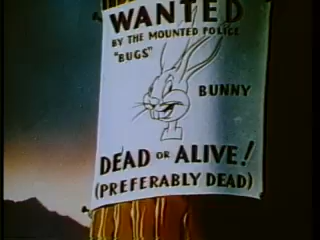 WANTED
BY THE MOUNTED POLICE
"BUGS"
BUNNY
DEAD OR ALIVE!
(PREFERABLY DEAD)